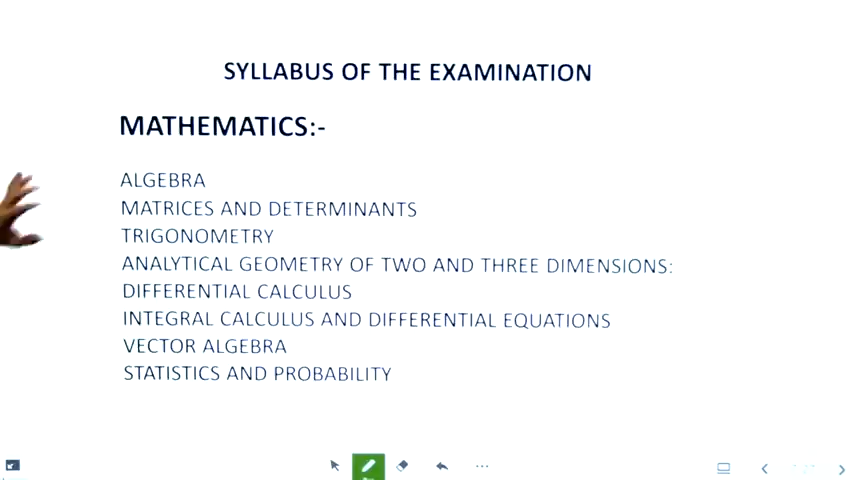 SYLLABUS OF THE EXAMINATION
MATHEMATICS:-
ALGEBRA
MATRICES AND DETERMINANTS
TRIGONOMETRY
ANALYTICAL GEOMETRY OF TWO AND THREE DIMENSIONS:
DIFFERENTIAL CALCULUS
INTEGRAL CALCULUS AND DIFFERENTIAL EQUATIONS
VECTOR ALGEBRA
STATISTICS AND PROBABILITY